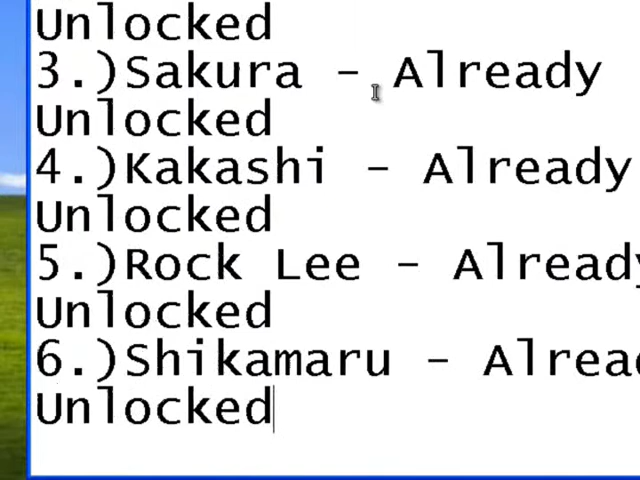 Unlocked
3.)Sakura - Already
Unlocked
4.)Kakashi - Already
Unlocked
5.)Rock Lee - Already
Unlocked
6.)Shikamaru - Alrea
Unlocked